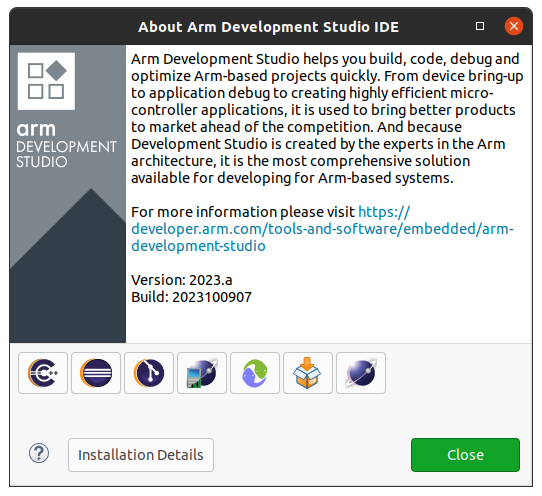 About Arm Development Studio IDE
arm
DEVELOPMENT
STUDIO
Arm Development Studio helps you build, code, debug and
optimize Arm-based projects quickly. From device bring-up
to application debug to creating highly efficient micro-
controller applications, it is used to bring better products
to market ahead of the competition. And because
Development Studio is created by the experts in the Arm
architecture, it is the most comprehensive solution
available for developing for Arm-based systems.
For more information please visit https://
developer.arm.com/tools-and-software/embedded/arm-
development-studio
Version: 2023.a
Build: 2023100907
C++
?
Installation Details
Close